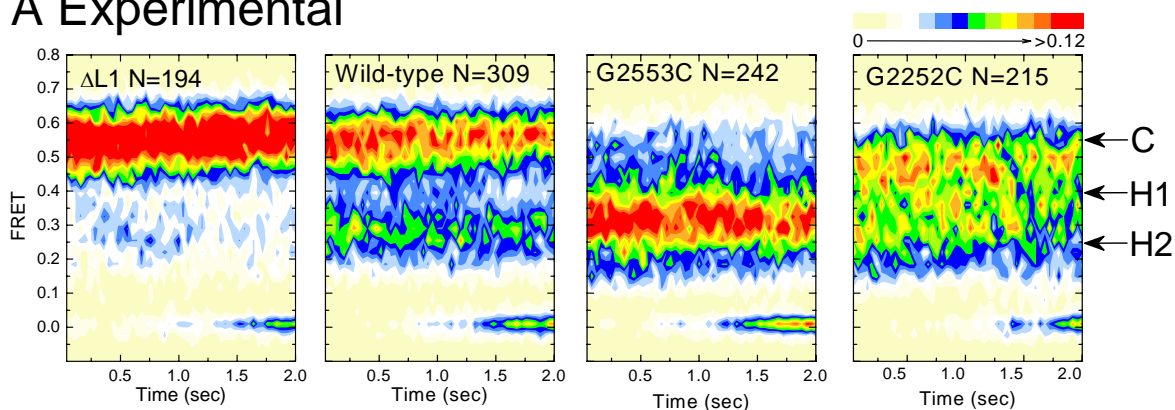 A Experimental
0 >0.12
ΔL1 N=194
Wild-type N=309
G2553C N=242
G2252C N=215
0.8
0.7
0.6
0.5
0.4
0.3
0.2
0.1
0.0
FRET
C
H1
H2
0.5 1.0 1.5 2.0
0.5 1.0 1.5 2.0
0.5 1.0 1.5 2.0
0.5 1.0 1.5 2.0
Time (sec)
Time (sec)
Time (sec)
Time (sec)